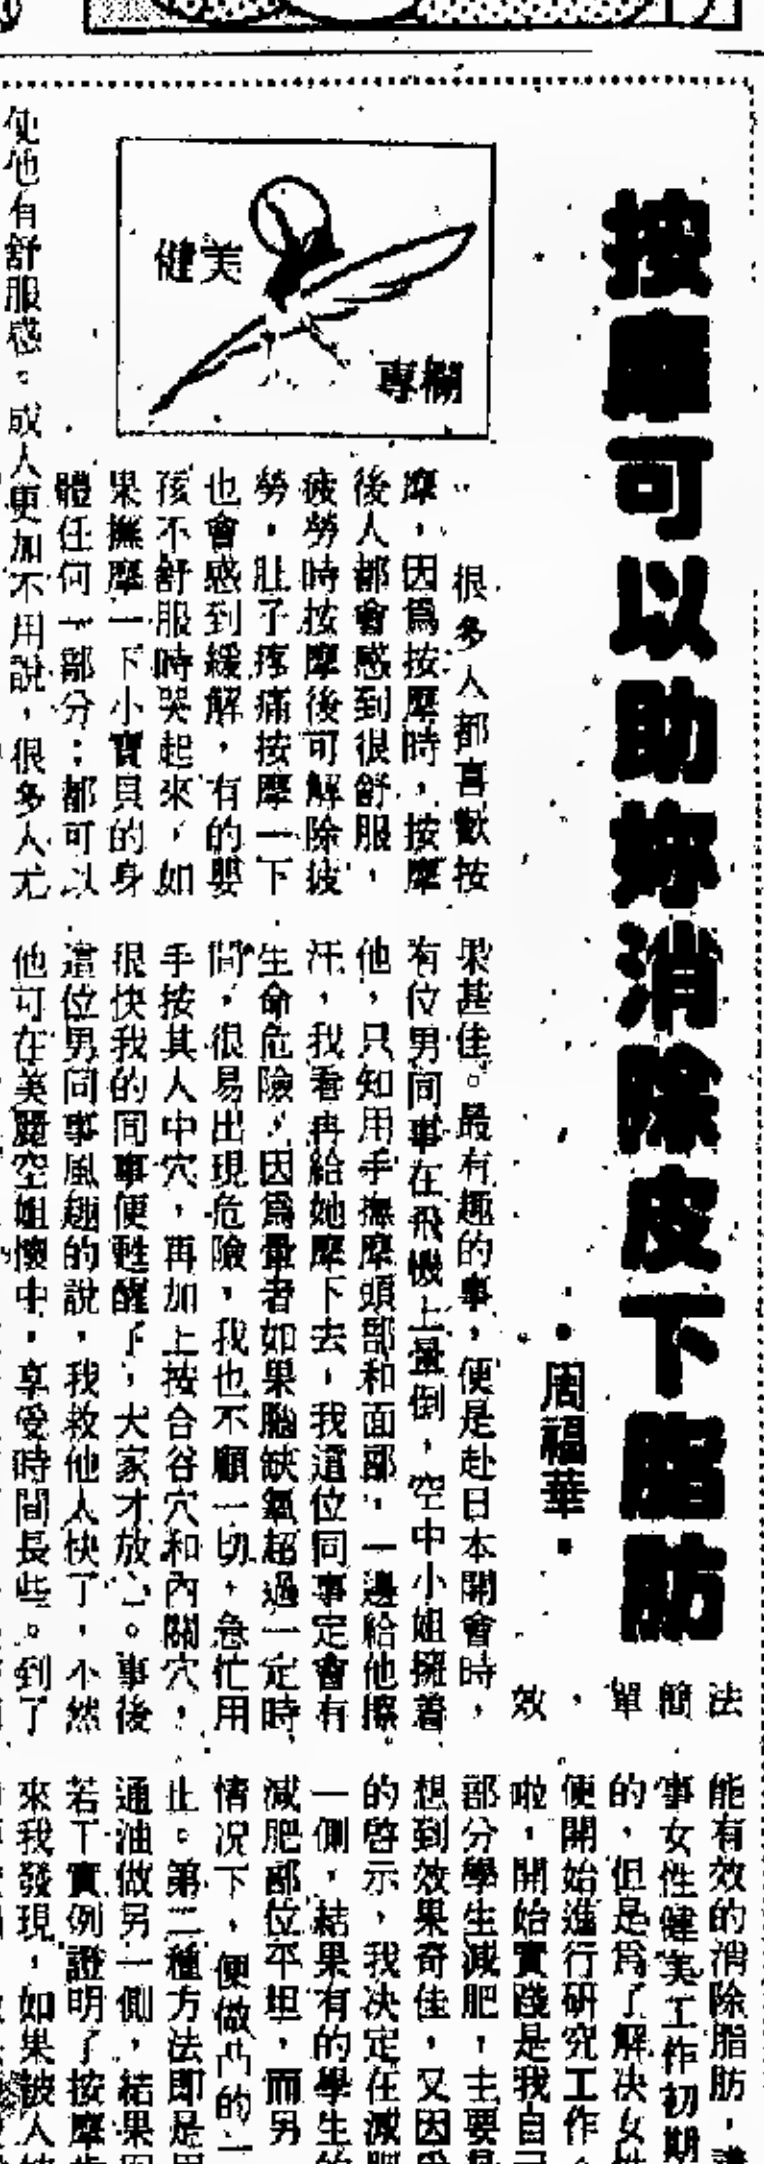 按摩可以助妳消除皮下脂肪
·周福華·
健美
專欄
很多人都喜歡按
摩，因爲按摩時，按摩
後人都會感到很舒服，
疲勞時按摩後可解除疲
勞，肚子疼痛按摩一下
也會感到緩解，有的嬰
孩不舒服時哭起來，如
果撫摩一下小寶貝的身
體任何一部分；都可以
使他有舒服感。成人更加不用說，很多人尤
法
簡
單
，
效
果甚佳。最有趣的事，便是赴日本開會時，
有位男同事在飛機上暈倒，空中小姐擁着
他，只知用手撫摩頭部和面部，一邊給他擦
汗，我看再給她摩下去，我這位同事定會有
生命危險，因爲暈者如果腦缺氧超過一定時
間，很易出現危險，我也不顧一切，急忙用
手按其人中穴，再加上按合谷穴和內關穴，
很快我的同事便甦醒了，大家才放心。事後
這位男同事風趣的說，我救他人快了，不然
他可在美麗空姐懷中，享受時間長些。到了
能有效的消除脂肪，
事女性健美工作初期
的，但是爲了解決女性
便開始進行研究工作，
啦，開始實踐是我自己
部分學生減肥，主要是
想到效果奇佳，又因爲
的啓示，我決定在減肥
一側，結果有的學生的
減肥部位平坦，而另
情況下，便做凸的一
止。第二種方法即是用
通油做另一側，結果
若干實例證明了按摩
來我發現，如果被人